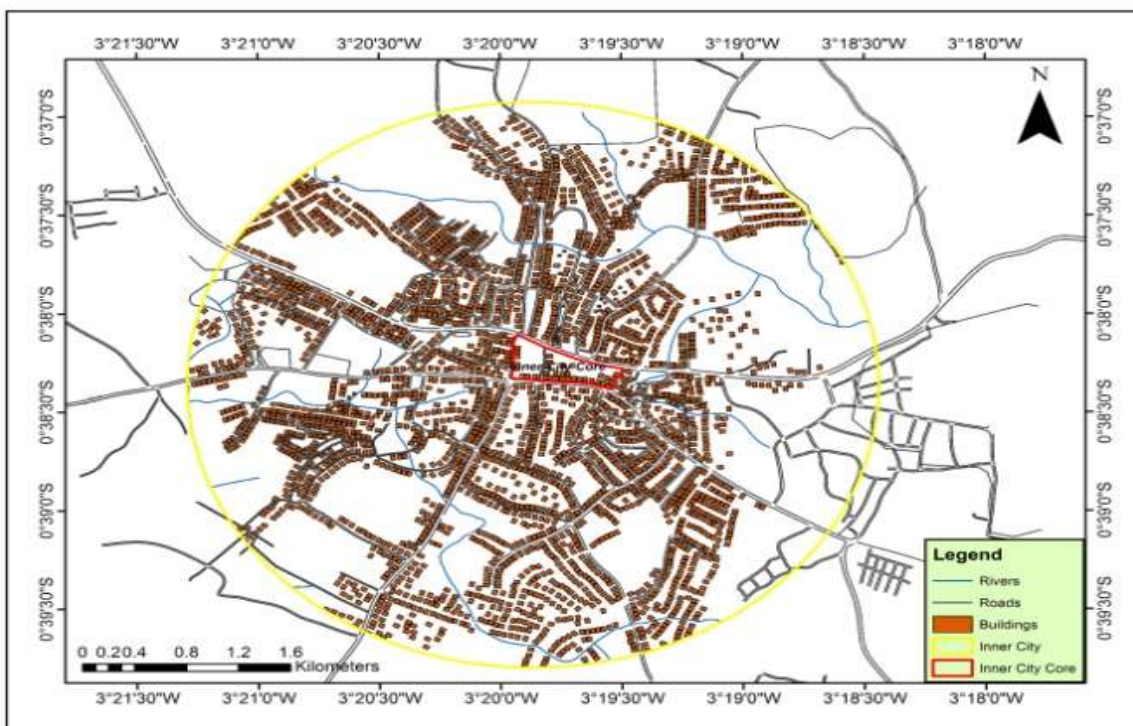 3°21'30"W 3°21'0"W 3°20'30"W 3°20'0"W 3°19'30"W 3°19'0"W 3°18'30"W 3°18'0"W
N
0°37'0"S 0°37'0"S
0°37'30"S 0°37'30"S
0°38'0"S 0°38'0"S
Inner City Core
0°38'30"S 0°38'30"S
0°39'0"S 0°39'0"S
0°39'30"S 0°39'30"S
Legend
Rivers
Roads
Buildings
Inner City
Inner City Core
0 0.20.4 0.8 1.2 1.6
Kilometers
3°21'30"W 3°21'0"W 3°20'30"W 3°20'0"W 3°19'30"W 3°19'0"W 3°18'30"W 3°18'0"W